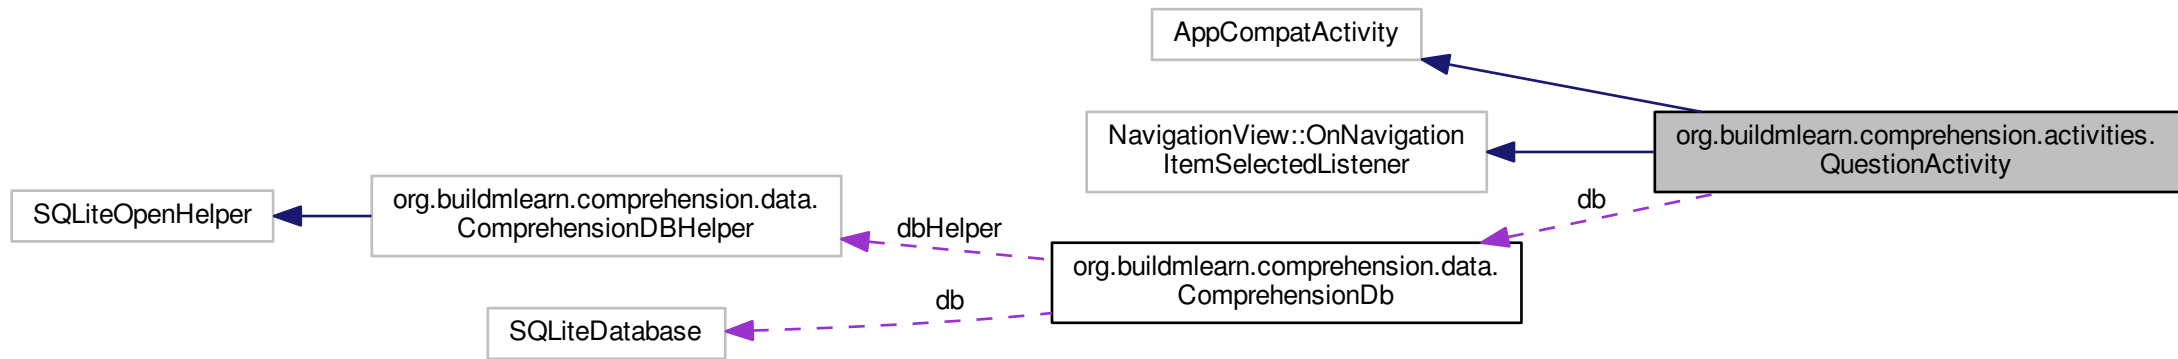 AppCompatActivity
NavigationView::OnNavigation
ItemSelectedListener
org.buildmlearn.comprehension.activities.
QuestionActivity
SQLiteOpenHelper
org.buildmlearn.comprehension.data.
ComprehensionDBHelper
dbHelper
db
org.buildmlearn.comprehension.data.
ComprehensionDb
db
SQLiteDatabase